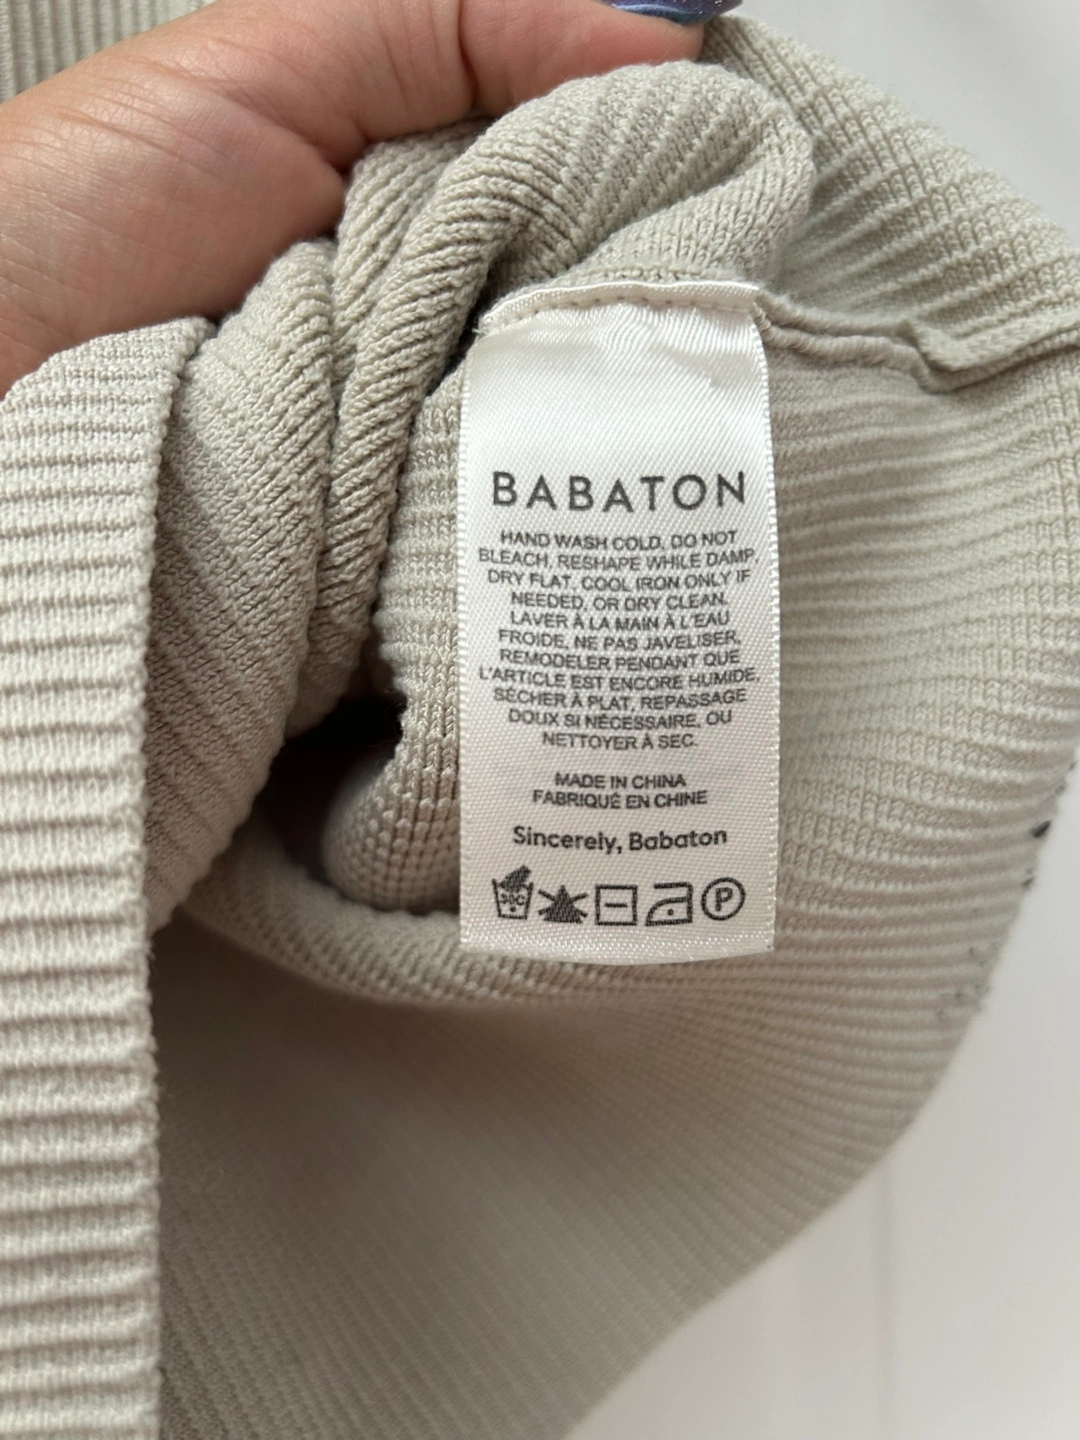 BABATON
HAND WASH COLD, DO NOT
BLEACH, RESHAPE WHILE DAMP,
DRY FLAT, COOL IRON ONLY IF
NEEDED, OR DRY CLEAN.
LAVER À LA MAIN À L'EAU
FROIDE, NE PAS JAVELISER,
REMODELER PENDANT QUE
L'ARTICLE EST ENCORE HUMIDE,
SÉCHER À PLAT, REPASSAGE
DOUX SI NÉCESSAIRE, OU
NETTOYER À SEC.
MADE IN CHINA
FABRIQUÉ EN CHINE
Sincerely, Babaton
30C P